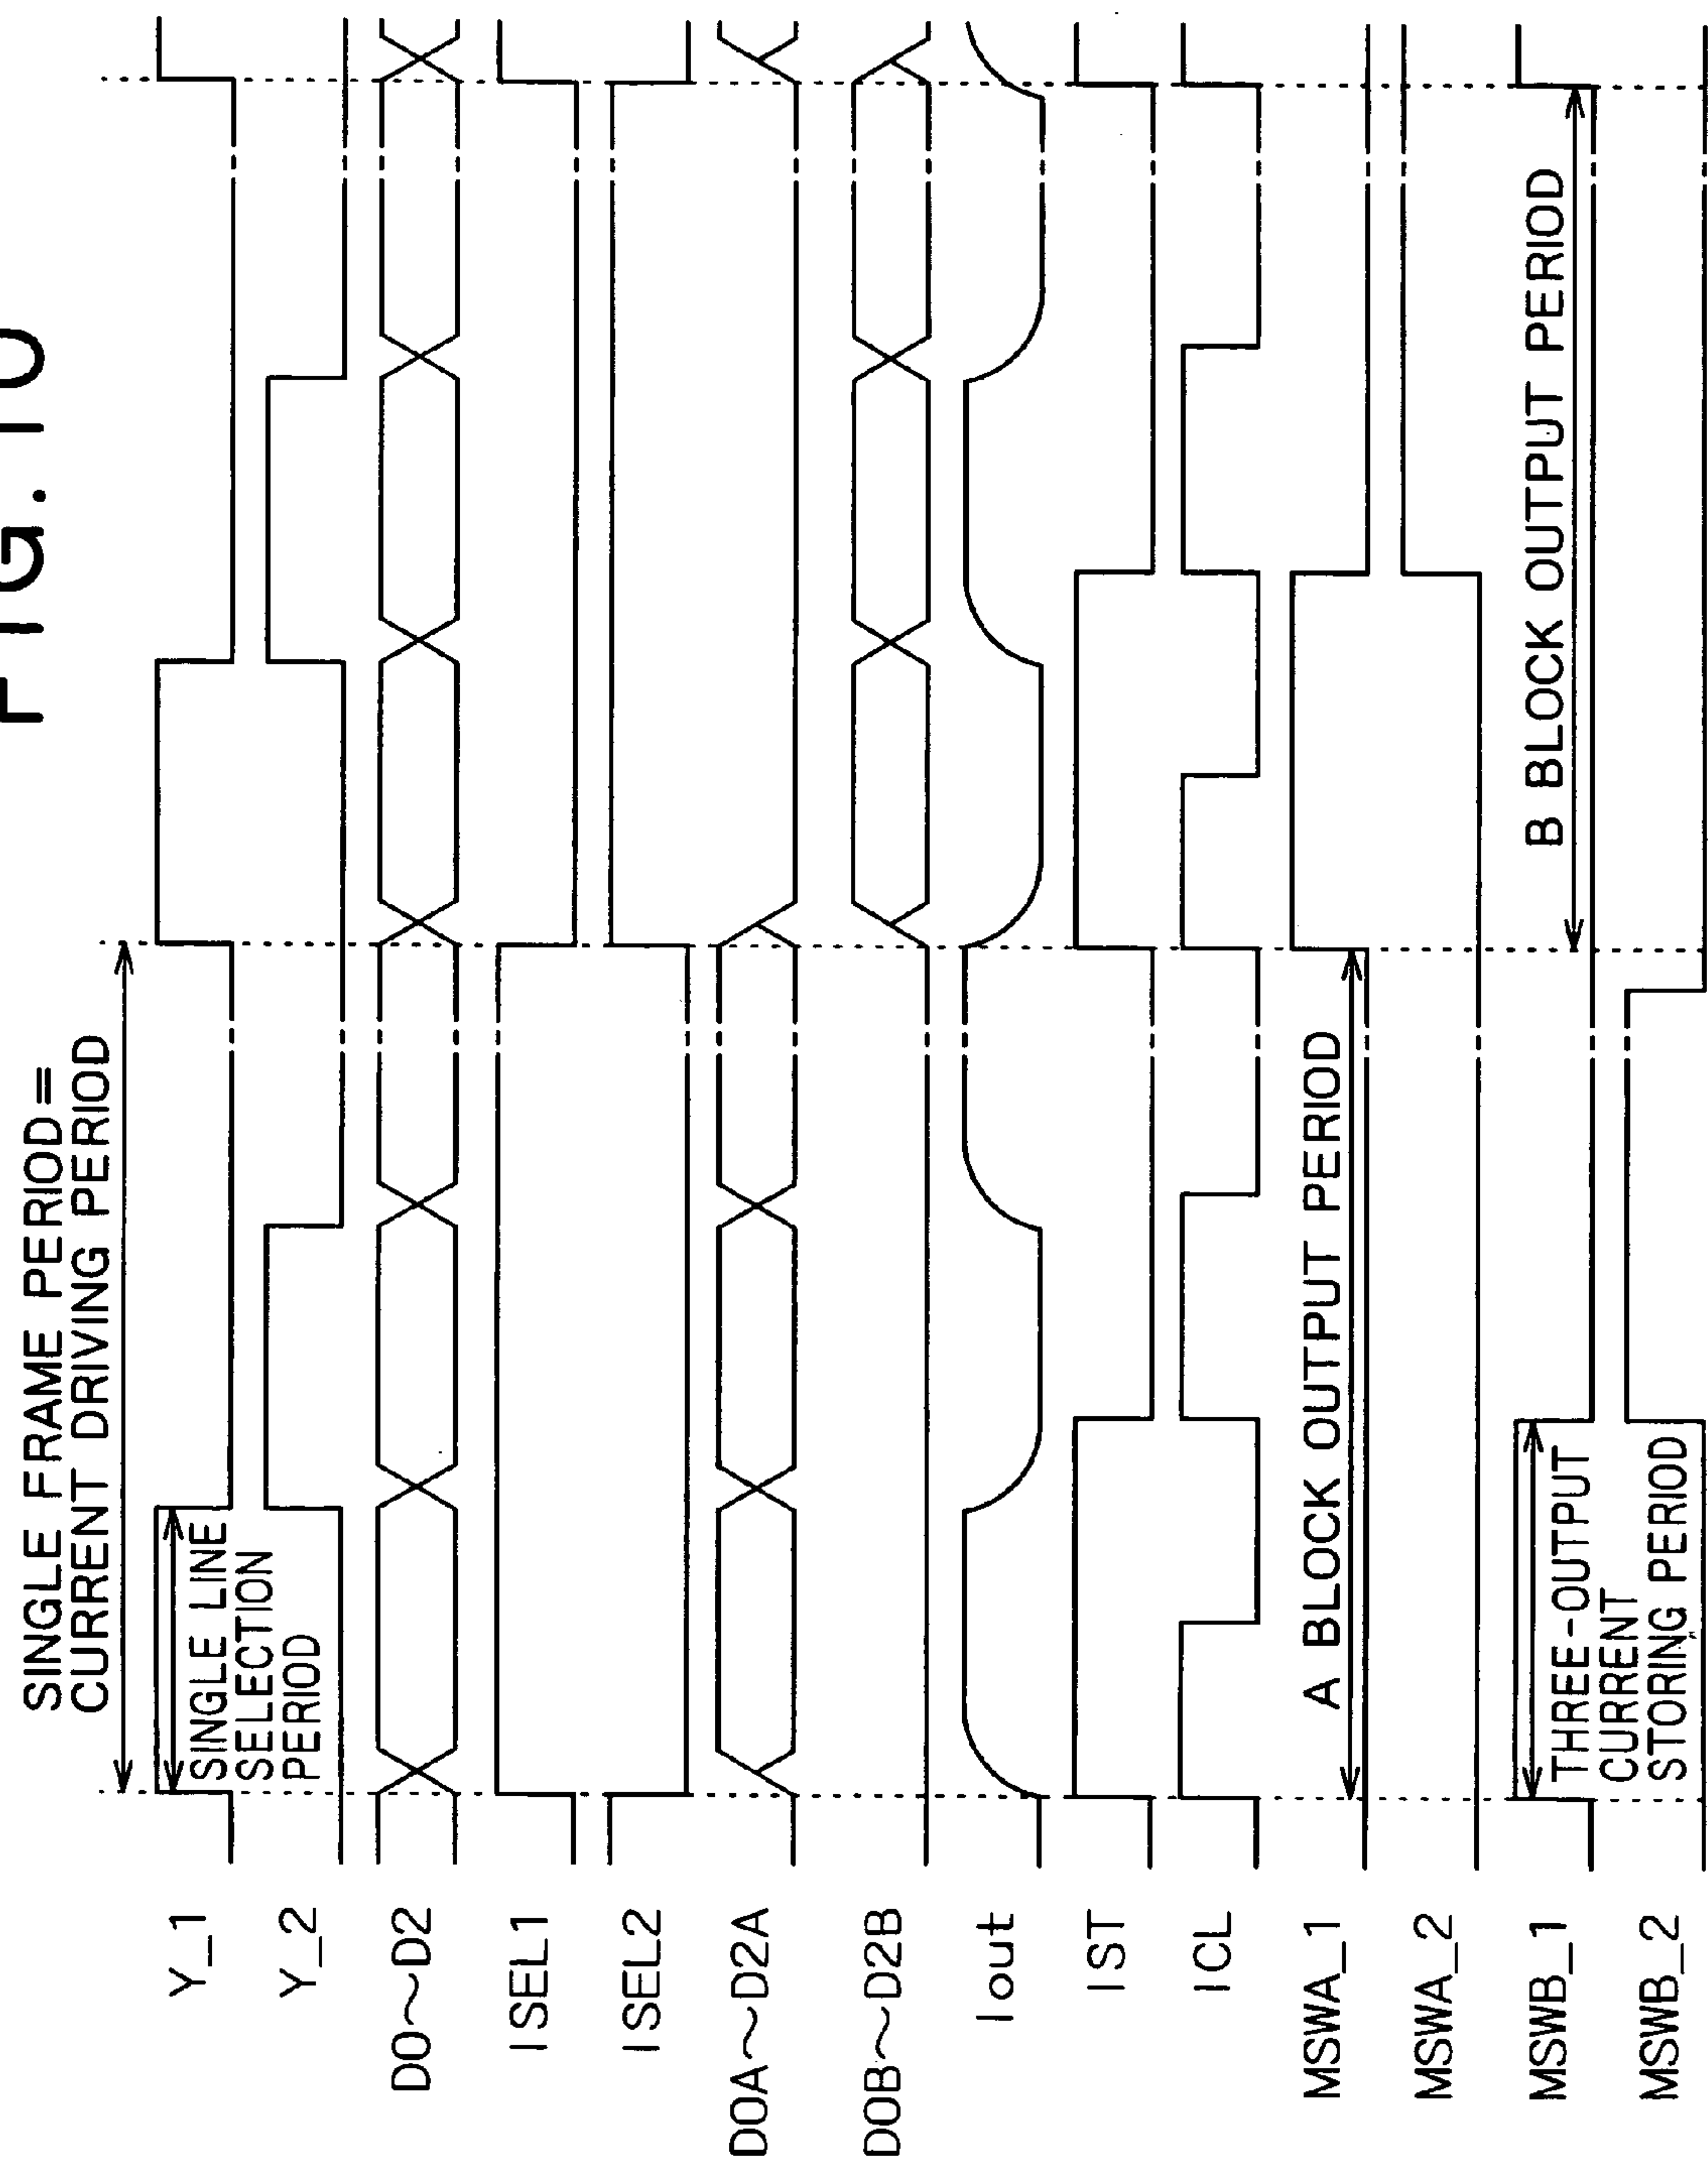 FIG. 10
SINGLE FRAME PERIOD=
CURRENT DRIVING PERIOD
Y_1
SINGLE LINE
SELECTION
PERIOD
Y_2
D0~D2
ISEL1
ISEL2
D0A~D2A
D0B~D2B
Iout
IST
ICL
MSWA_1
A BLOCK OUTPUT PERIOD
MSWA_2
MSWB_1
B BLOCK OUTPUT PERIOD
THREE-OUTPUT
CURRENT
STORING PERIOD
MSWB_2